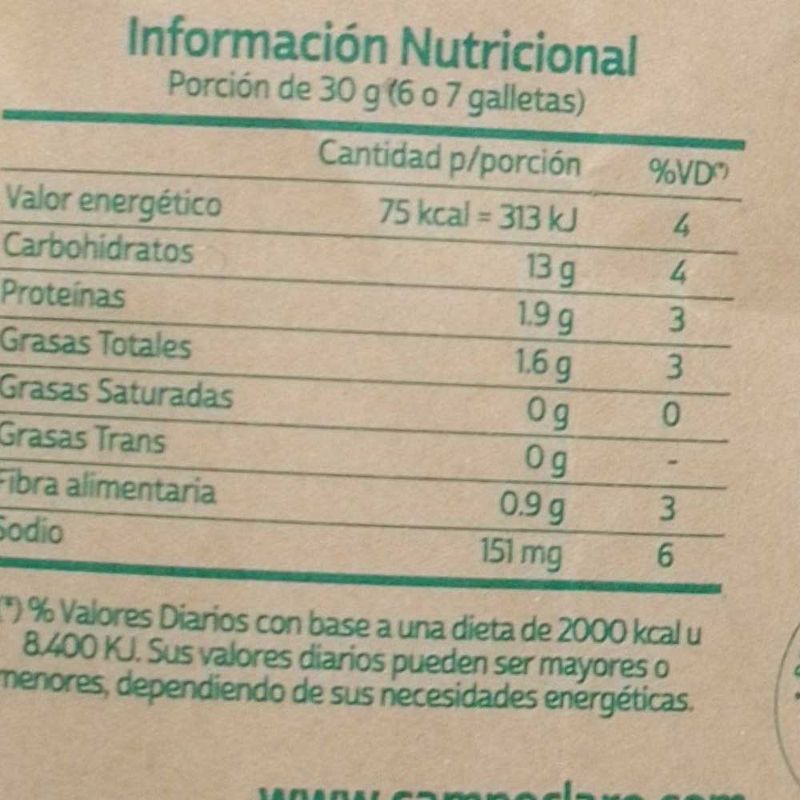 Información Nutricional
Porción de 30 g (6 o 7 galletas)
Cantidad p/porción %VD(*)
Valor energético 75 kcal = 313 kJ 4
Carbohidratos 13 g 4
Proteínas 1.9 g 3
Grasas Totales 1.6 g 3
Grasas Saturadas 0 g 0
Grasas Trans 0 g -
Fibra alimentaria 0.9 g 3
Sodio 151 mg 6
(*) % Valores Diarios con base a una dieta de 2000 kcal u
8.400 KJ. Sus valores diarios pueden ser mayores o
menores, dependiendo de sus necesidades energéticas.
www.campoclaro.com